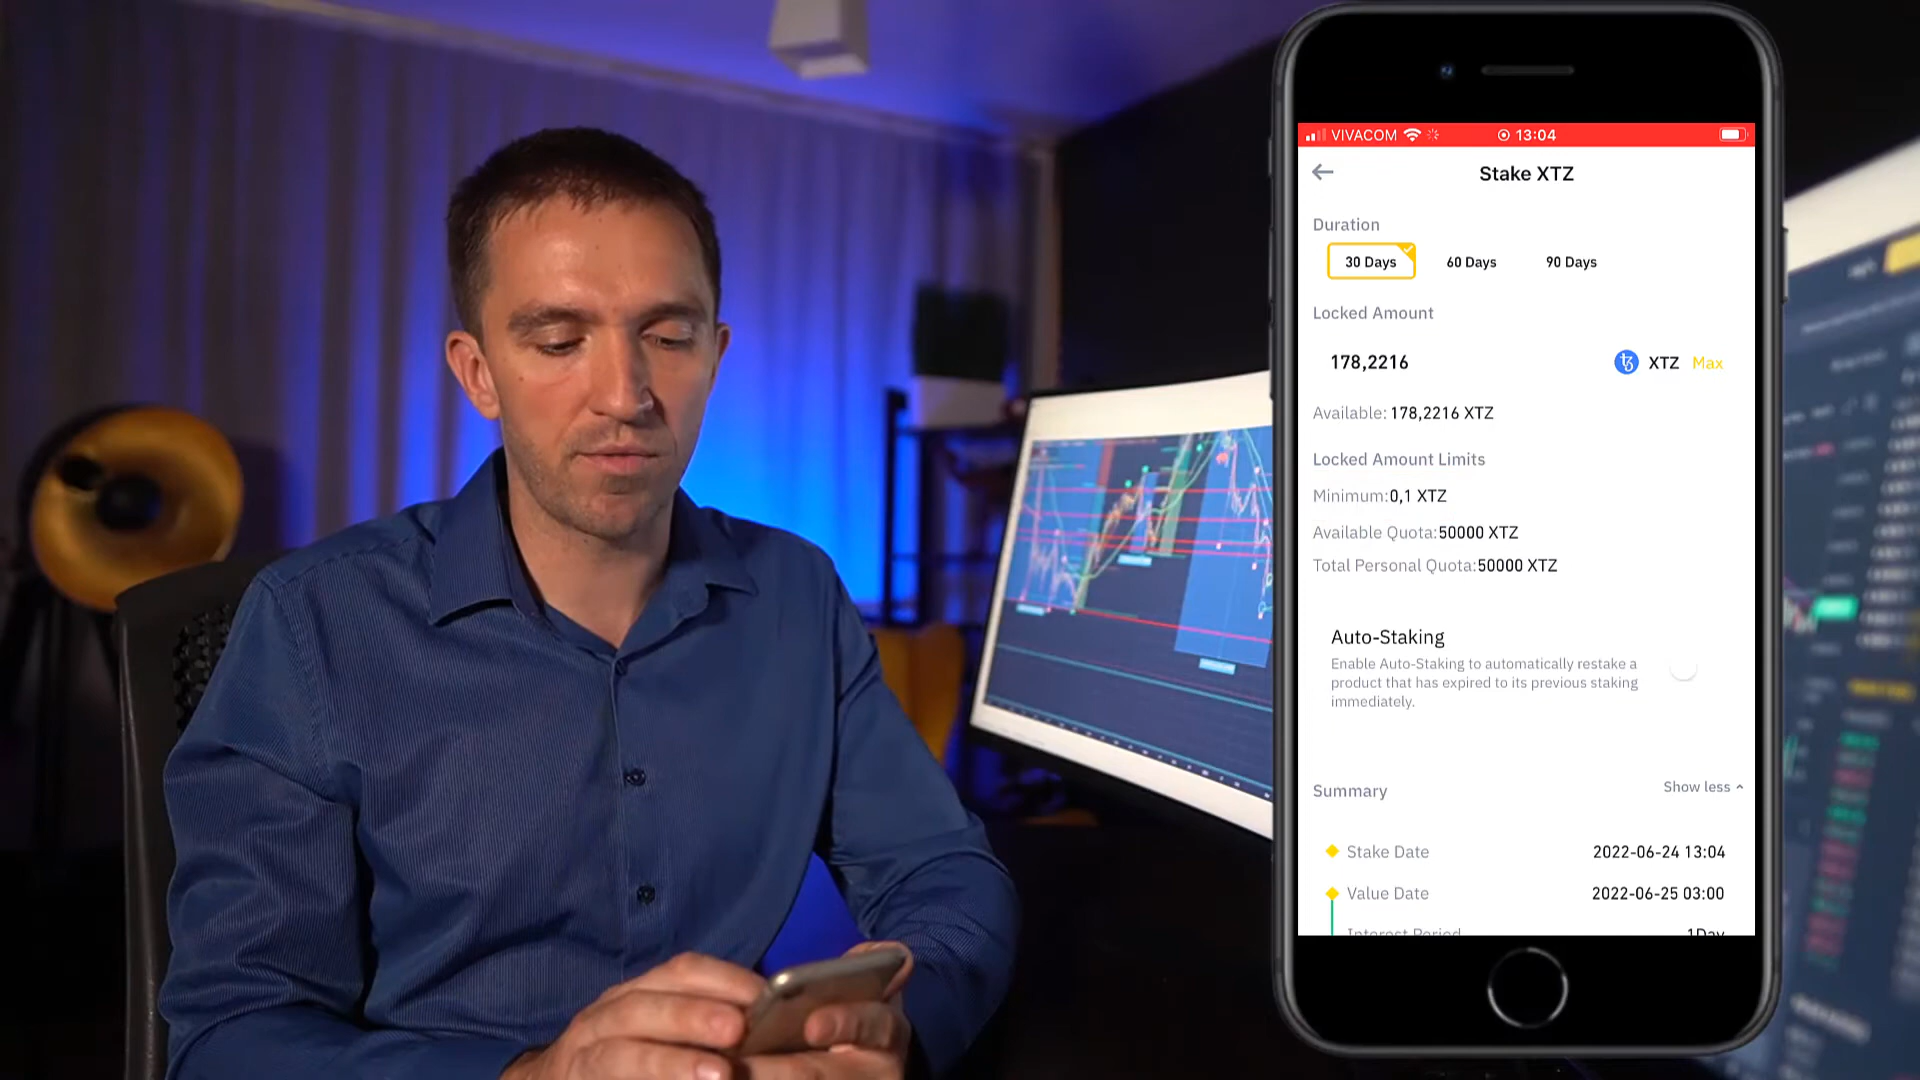 VIVACOM 13:04
Stake XTZ
Duration
30 Days 60 Days 90 Days
Locked Amount
178,2216 XTZ Max
Available: 178,2216 XTZ
Locked Amount Limits
Minimum:0,1 XTZ
Available Quota:50000 XTZ
Total Personal Quota:50000 XTZ
Auto-Staking
Enable Auto-Staking to automatically restake a
product that has expired to its previous staking
immediately.
Summary Show less
Stake Date 2022-06-24 13:04
Value Date 2022-06-25 03:00
Interest Period 1Day